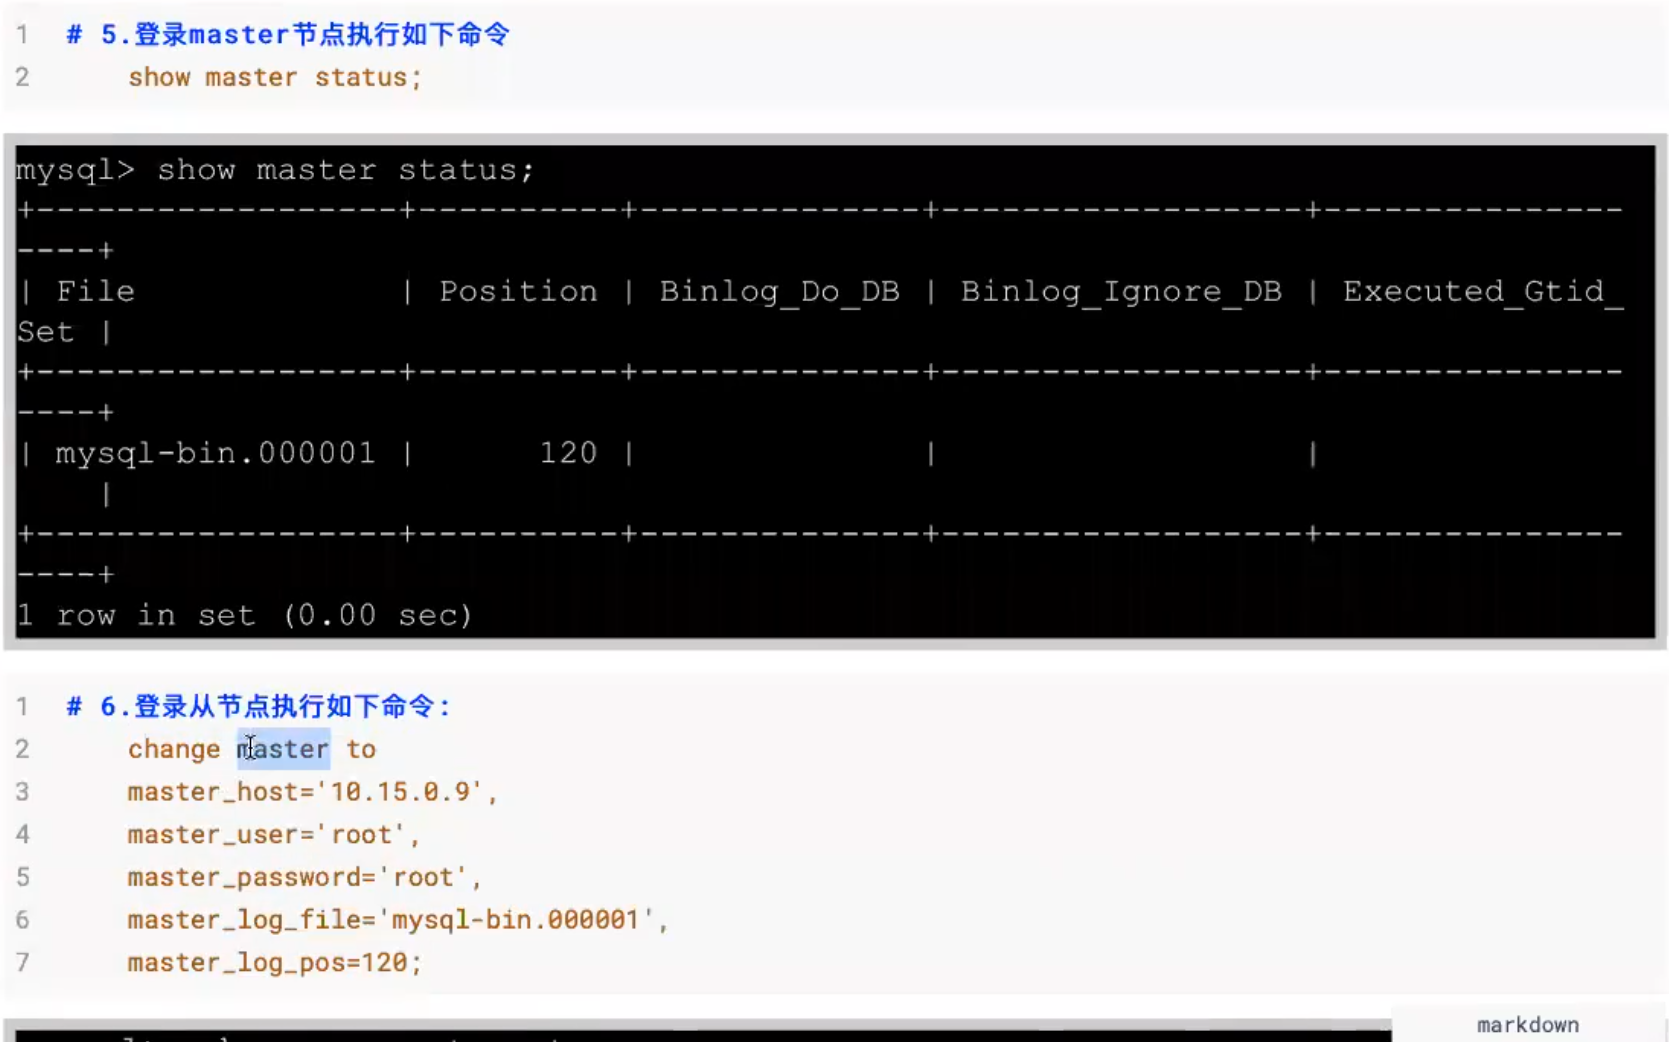 1 # 5.登录master节点执行如下命令
2 show master status;
mysql> show master status;
+------------------+----------+--------------+------------------+---------------
----+
| File             | Position | Binlog_Do_DB | Binlog_Ignore_DB | Executed_Gtid_
Set |
+------------------+----------+--------------+------------------+---------------
----+
| mysql-bin.000001 |      120 |              |                  |
    |
+------------------+----------+--------------+------------------+---------------
----+
1 row in set (0.00 sec)
1 # 6.登录从节点执行如下命令:
2 change master to
3 master_host='10.15.0.9',
4 master_user='root',
5 master_password='root',
6 master_log_file='mysql-bin.000001',
7 master_log_pos=120;
markdown